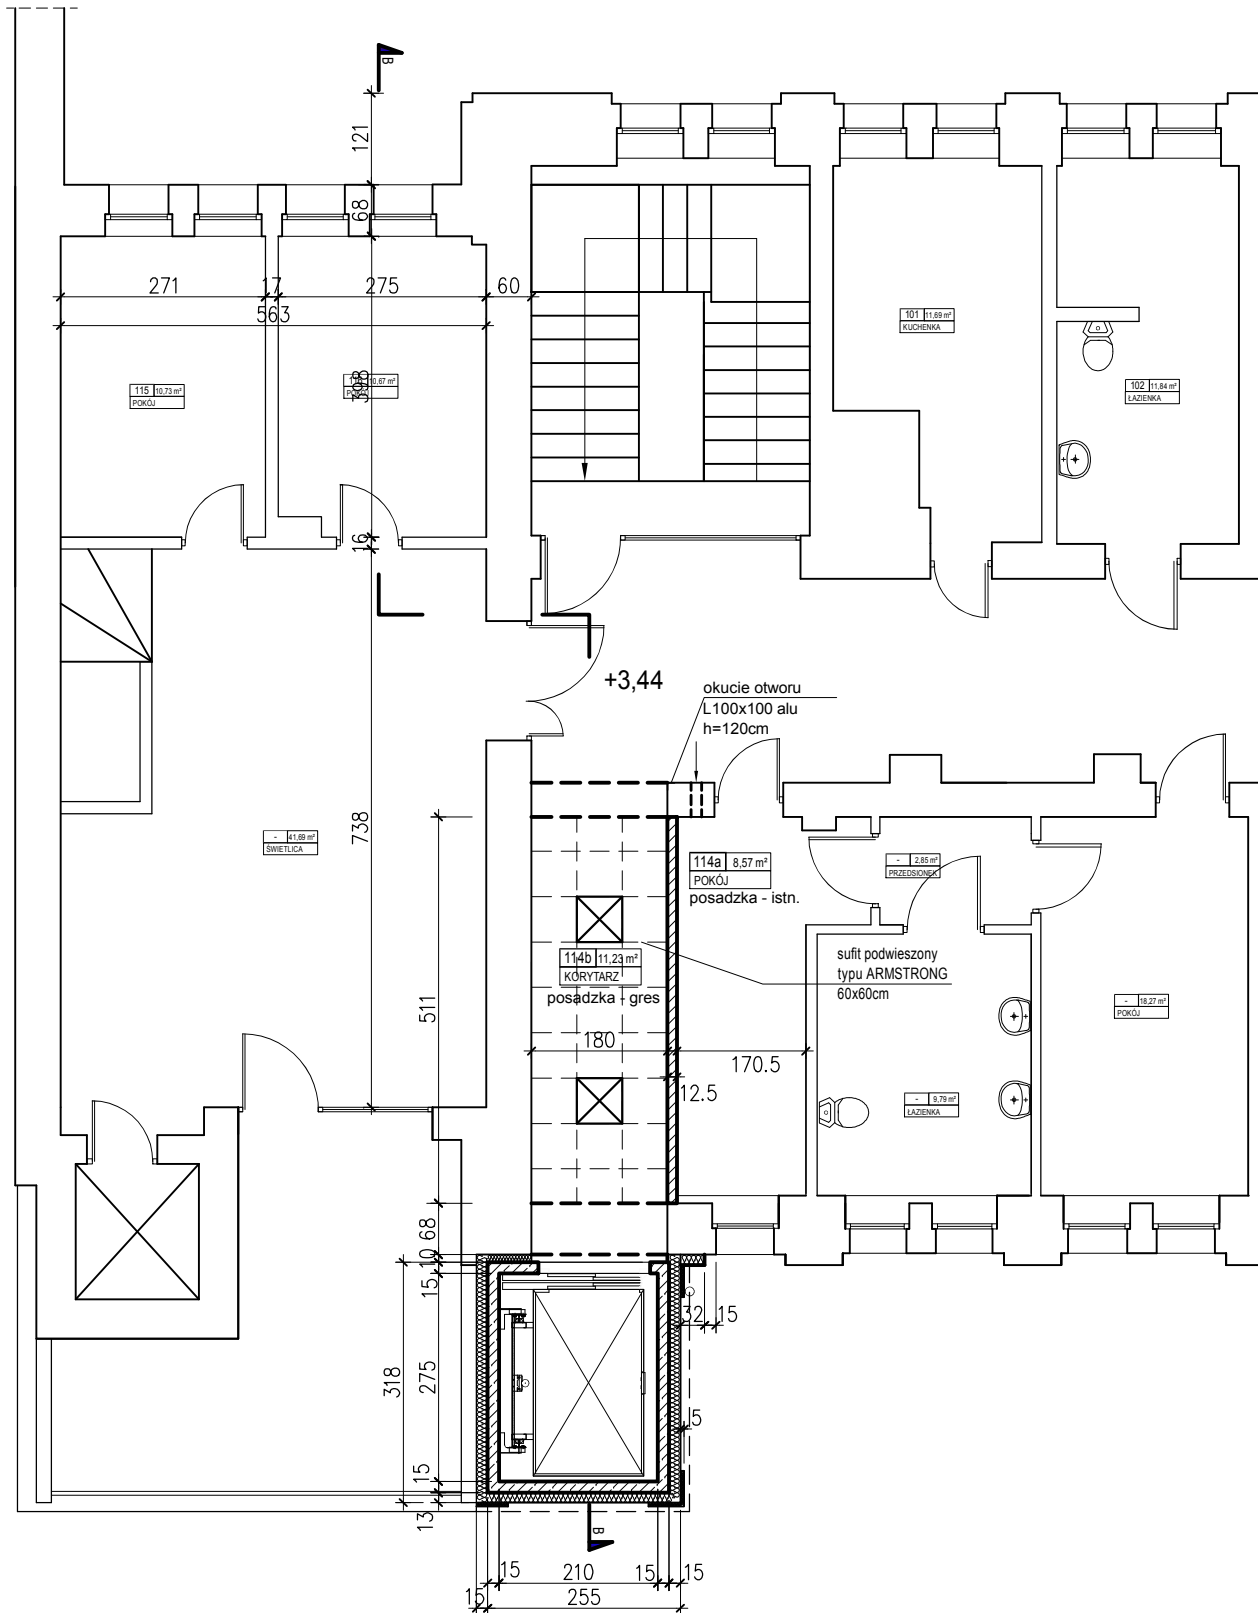 B
121
68
271
17
275
60
563
101 11,69 m²
KUCHENKA
115 10,73 m²
POKÓJ
10,67 m²
398
102 11,84 m²
ŁAZIENKA
16
+3,44
okucie otworu
L100x100 alu
h=120cm
738
- 41,69 m²
ŚWIETLICA
114a 8,57 m²
POKÓJ
posadzka - istn.
- 2,85 m²
PRZEDSIONEK
511
114b 11,23 m²
KORYTARZ
posadzka - gres
sufit podwieszony
typu ARMSTRONG
60x60cm
- 18,27 m²
POKÓJ
180
170.5
12.5
- 9,79 m²
ŁAZIENKA
68
10
15
32
15
318
275
5
15
13
B
15
210
15
15
15
255